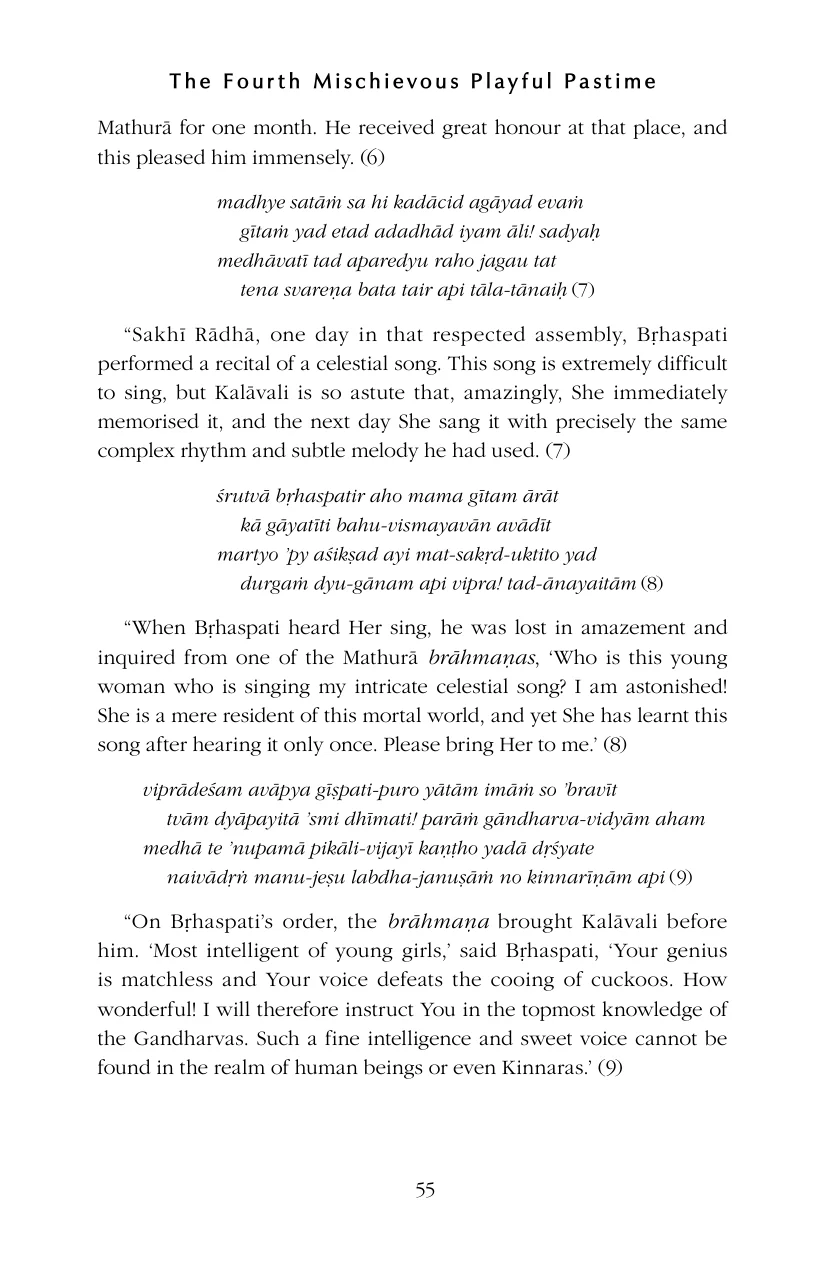 The Fourth Mischievous Playful Pastime
Mathurā for one month. He received great honour at that place, and
this pleased him immensely. (6)
madhye satāṁ sa hi kadācid agāyad evaṁ
gītaṁ yad etad adadhād iyam āli! sadyaḥ
medhāvatī tad aparedyu raho jagau tat
tena svareṇa bata tair api tāla-tānaiḥ (7)
“Sakhī Rādhā, one day in that respected assembly, Bṛhaspati
performed a recital of a celestial song. This song is extremely difficult
to sing, but Kalāvali is so astute that, amazingly, She immediately
memorised it, and the next day She sang it with precisely the same
complex rhythm and subtle melody he had used. (7)
śrutvā bṛhaspatir aho mama gītam ārāt
kā gāyatīti bahu-vismayavān avādīt
martyo ’py aśikṣad ayi mat-sakṛd-uktito yad
durgaṁ dyu-gānam api vipra! tad-ānayaitām (8)
“When Bṛhaspati heard Her sing, he was lost in amazement and
inquired from one of the Mathurā brāhmaṇas, ‘Who is this young
woman who is singing my intricate celestial song? I am astonished!
She is a mere resident of this mortal world, and yet She has learnt this
song after hearing it only once. Please bring Her to me.’ (8)
viprādeśam avāpya gīṣpati-puro yātām imāṁ so ’bravīt
tvām dyāpayitā ’smi dhīmati! parāṁ gāndharva-vidyām aham
medhā te ’nupamā pikāli-vijayī kaṇṭho yadā dṛśyate
naivādṛṅ manu-jeṣu labdha-januṣāṁ no kinnarīṇām api (9)
“On Bṛhaspati’s order, the brāhmaṇa brought Kalāvali before
him. ‘Most intelligent of young girls,’ said Bṛhaspati, ‘Your genius
is matchless and Your voice defeats the cooing of cuckoos. How
wonderful! I will therefore instruct You in the topmost knowledge of
the Gandharvas. Such a fine intelligence and sweet voice cannot be
found in the realm of human beings or even Kinnaras.’ (9)
55